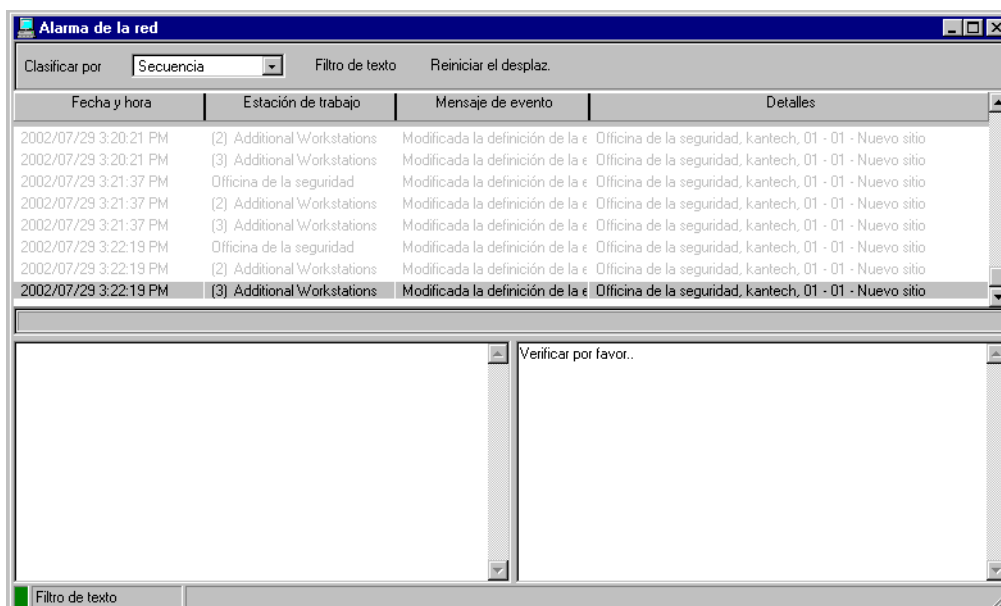 Alarma de la red
Clasificar por Secuencia Filtro de texto Reiniciar el desplaz.
Fecha y hora Estación de trabajo Mensaje de evento Detalles
2002/07/29 3:20:21 PM (2) Additional Workstations Modificada la definición de la e Officina de la seguridad, kantech, 01 - 01 - Nuevo sitio
2002/07/29 3:20:21 PM (3) Additional Workstations Modificada la definición de la e Officina de la seguridad, kantech, 01 - 01 - Nuevo sitio
2002/07/29 3:21:37 PM Officina de la seguridad Modificada la definición de la e Officina de la seguridad, kantech, 01 - 01 - Nuevo sitio
2002/07/29 3:21:37 PM (2) Additional Workstations Modificada la definición de la e Officina de la seguridad, kantech, 01 - 01 - Nuevo sitio
2002/07/29 3:21:37 PM (3) Additional Workstations Modificada la definición de la e Officina de la seguridad, kantech, 01 - 01 - Nuevo sitio
2002/07/29 3:22:19 PM Officina de la seguridad Modificada la definición de la e Officina de la seguridad, kantech, 01 - 01 - Nuevo sitio
2002/07/29 3:22:19 PM (2) Additional Workstations Modificada la definición de la e Officina de la seguridad, kantech, 01 - 01 - Nuevo sitio
2002/07/29 3:22:19 PM (3) Additional Workstations Modificada la definición de la e Officina de la seguridad, kantech, 01 - 01 - Nuevo sitio
Verificar por favor..
Filtro de texto